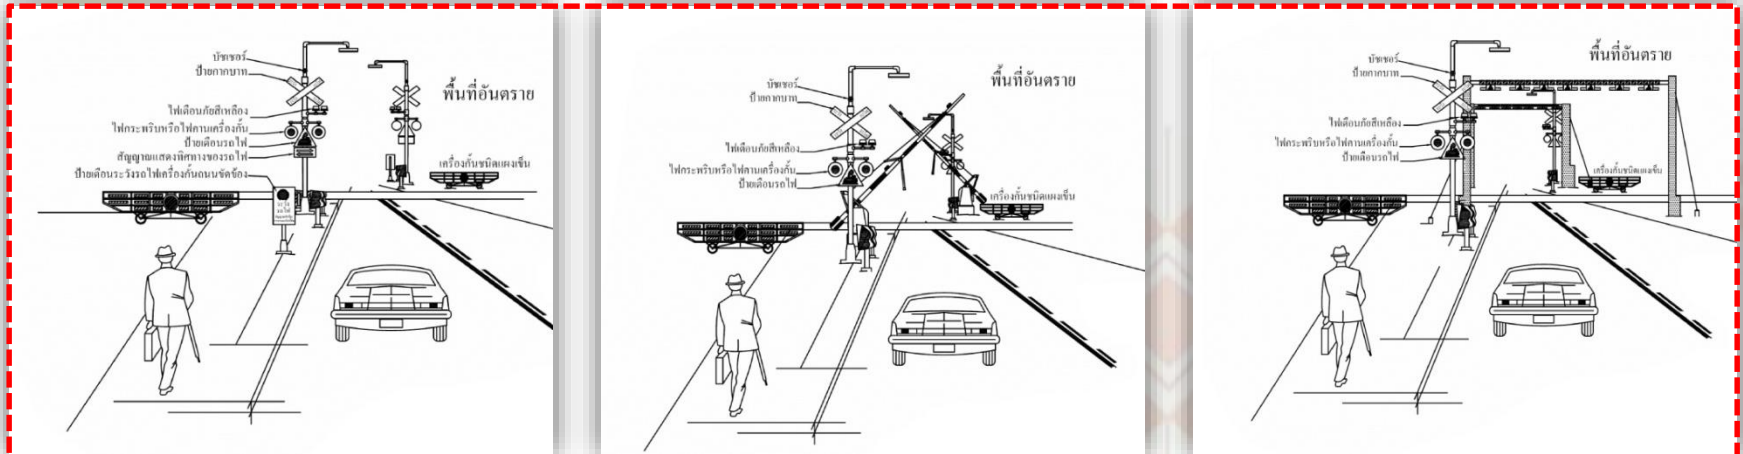 บัซเซอร์
ป้ายกากบาท
พื้นที่อันตราย
ไฟเตือนภัยสีเหลือง
ไฟกระพริบหรือไฟคานเครื่องกั้น
ป้ายเตือนรถไฟ
สัญญาณแสดงทิศทางของรถไฟ
ป้ายเตือนระวังรถไฟเครื่องกั้นถนนขัดข้อง
เครื่องกั้นชนิดแผงเข็น
บัซเซอร์
ป้ายกากบาท
พื้นที่อันตราย
ไฟเตือนภัยสีเหลือง
ไฟกระพริบหรือไฟคานเครื่องกั้น
ป้ายเตือนรถไฟ
เครื่องกั้นชนิดแผงเข็น
บัซเซอร์
ป้ายกากบาท
พื้นที่อันตราย
ไฟเตือนภัยสีเหลือง
ไฟกระพริบหรือไฟคานเครื่องกั้น
ป้ายเตือนรถไฟ
เครื่องกั้นชนิดแผงเข็น